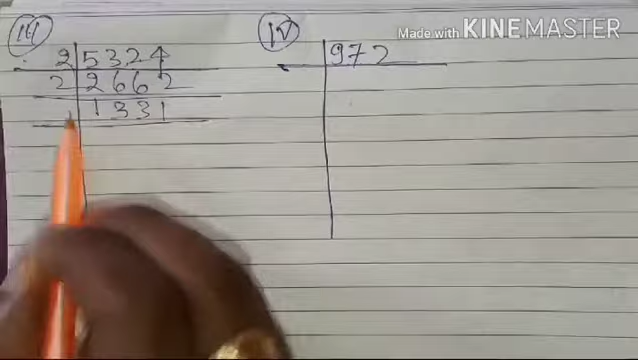 III 2 5324
2 2662
1331
IV 972
Made with KINEMASTER